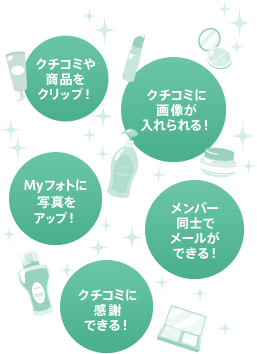 クチコミや
商品を
クリップ！
クチコミに
画像が
入れられる！
Myフォトに
写真を
アップ！
メンバー
同士で
メールが
できる！
クチコミに
感謝
できる！